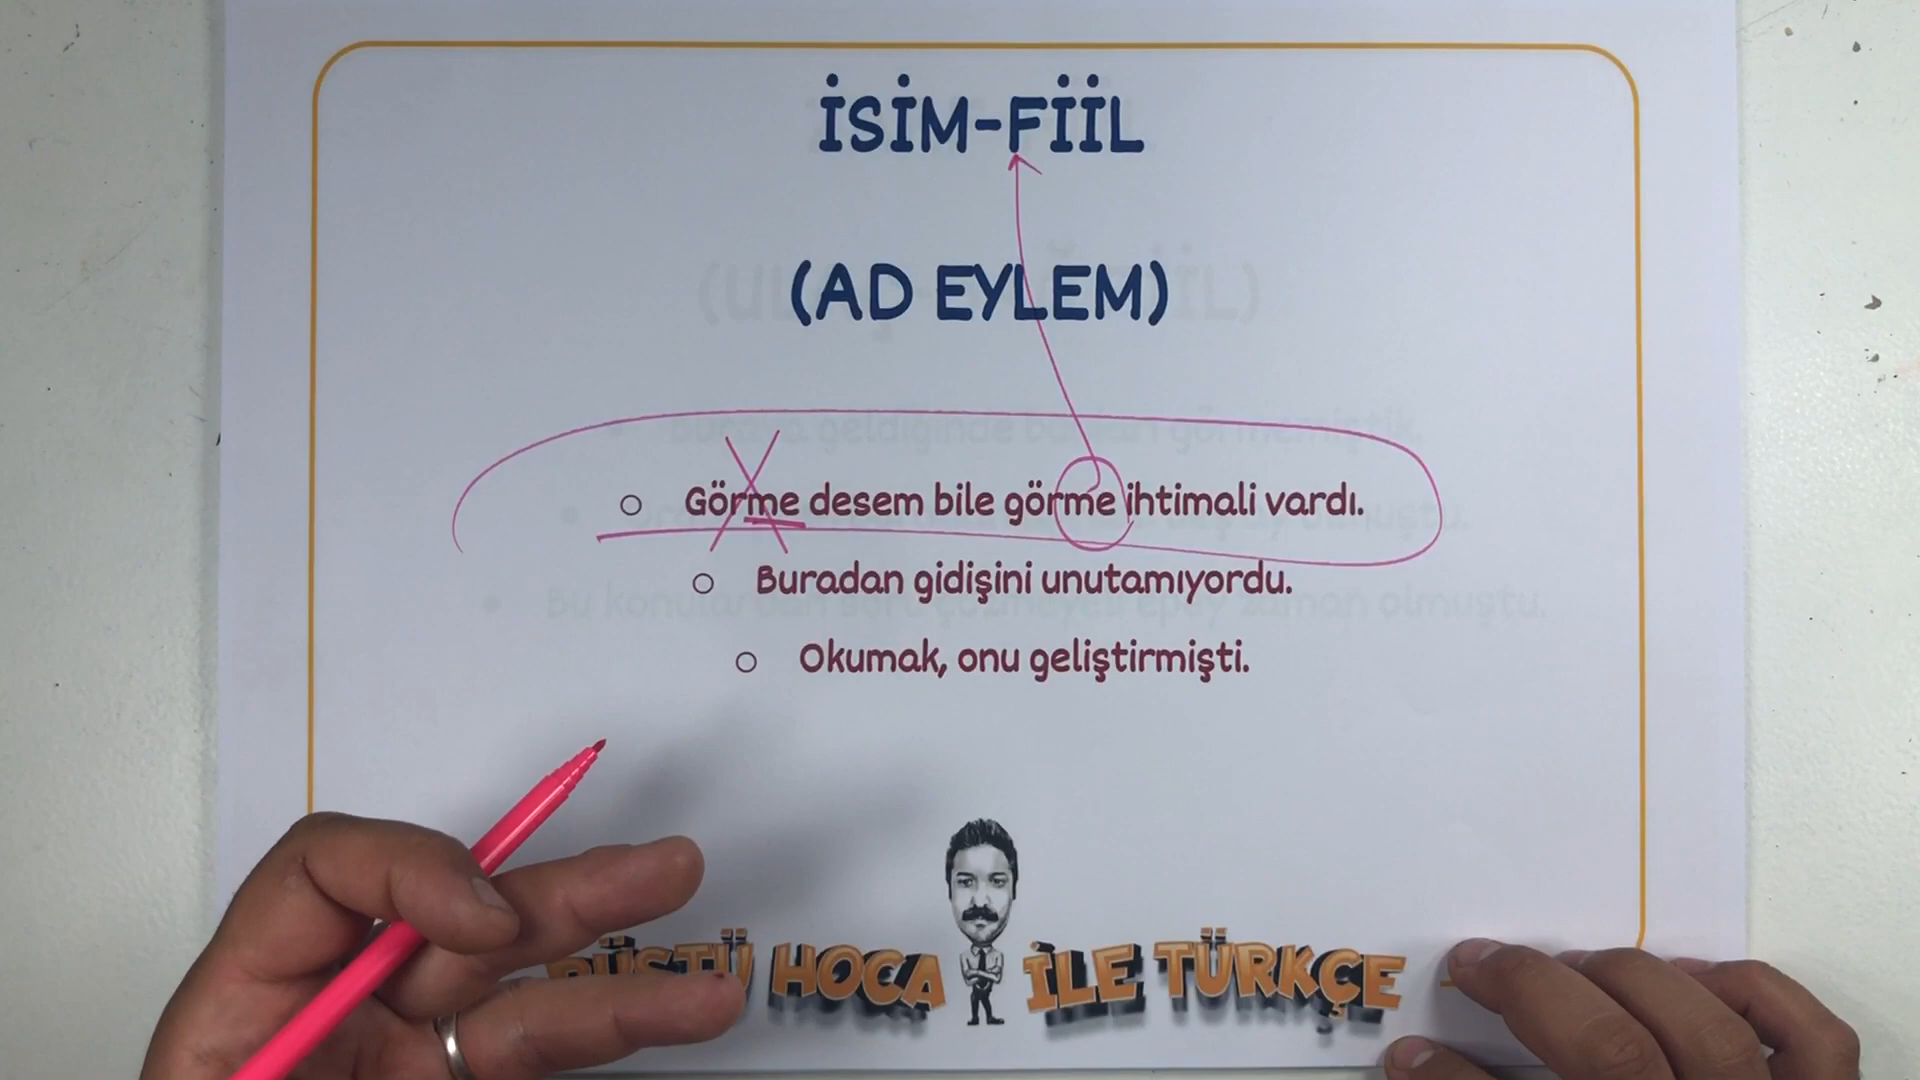 İSİM-FİİL
(AD EYLEM)
Görme desem bile görme ihtimali vardı.
Buradan gidişini unutamıyordu.
Okumak, onu geliştirmişti.
HOCA İLE TÜRKÇE